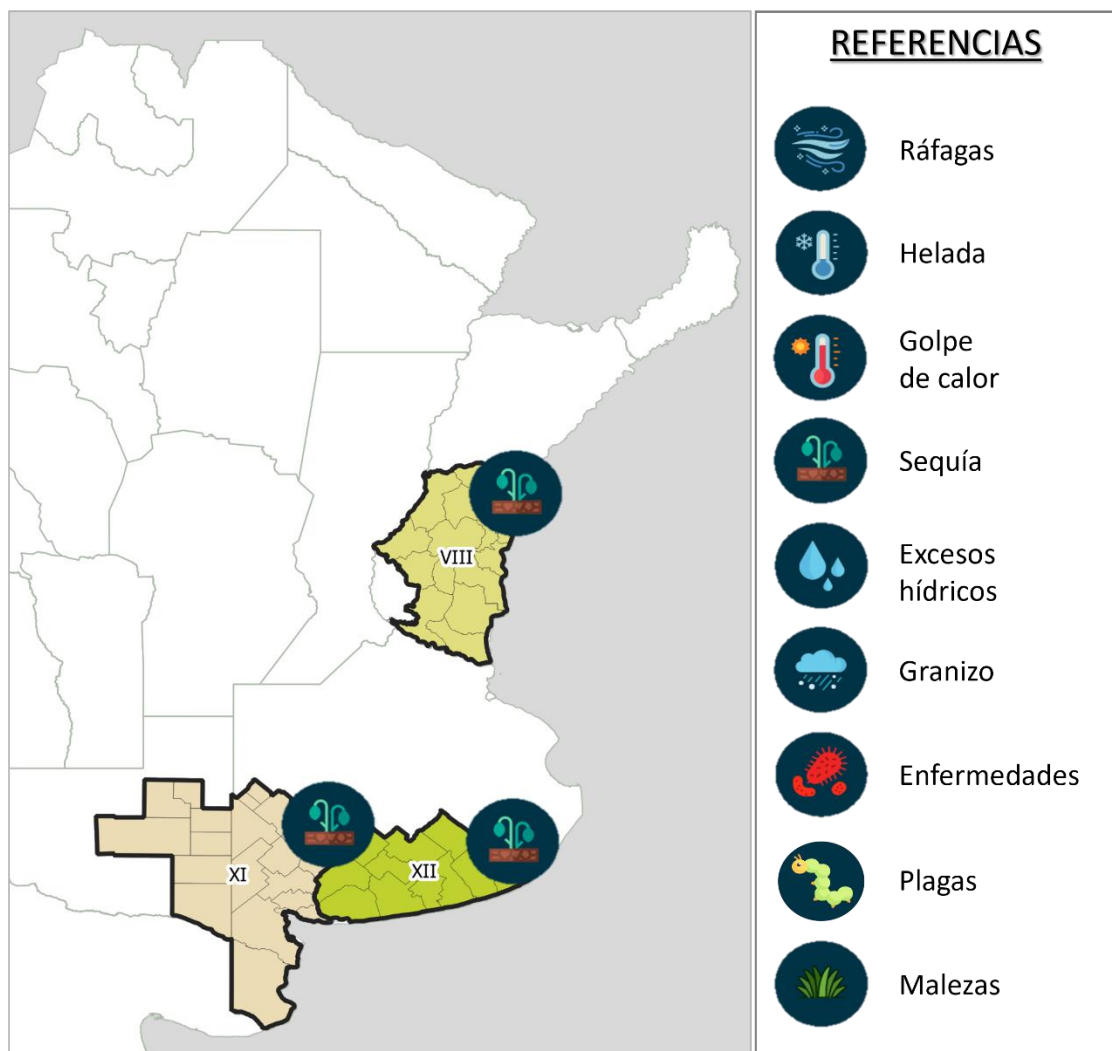 REFERENCIAS
Ráfagas
Helada
Golpe
de calor
Sequía
Excesos
hídricos
Granizo
Enfermedades
Plagas
Malezas
VIII
XI
XII